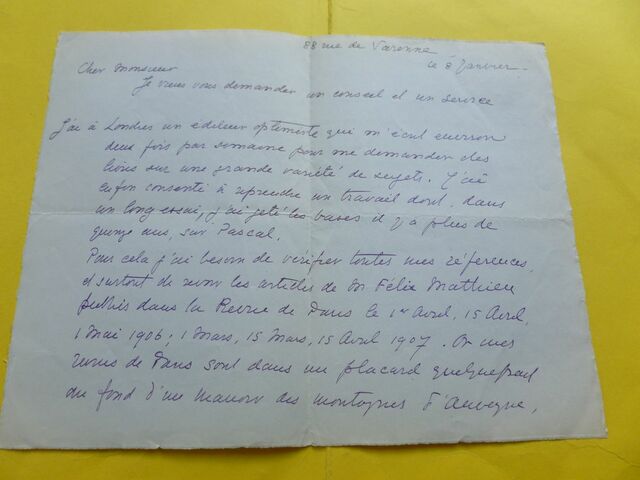 88 rue de Varenne
le 8 Janvier
Cher Monsieur
Je viens vous demander un conseil et un service
J'ai à Londres un éditeur optimiste qui m'écrit environ
deux fois par semaine pour me demander des
livres sur une grande variété de sujets. J'ai
enfin consenti à reprendre un travail dont, dans
un long essai, j'ai jeté les bases il y a plus de
quinze ans, sur Pascal.
Pour cela j'ai besoin de vérifier toutes mes références,
et surtout de revoir les articles de M Félix Mathieu
publiés dans la Revue de Paris le 1er Avril, 15 Avril,
1 Mai 1906; 1 Mars, 15 Mars, 15 Avril 1907. Or mes
revues de Paris sont dans un placard quelquepart
au fond d'un manoir des montagnes d'Auvergne,